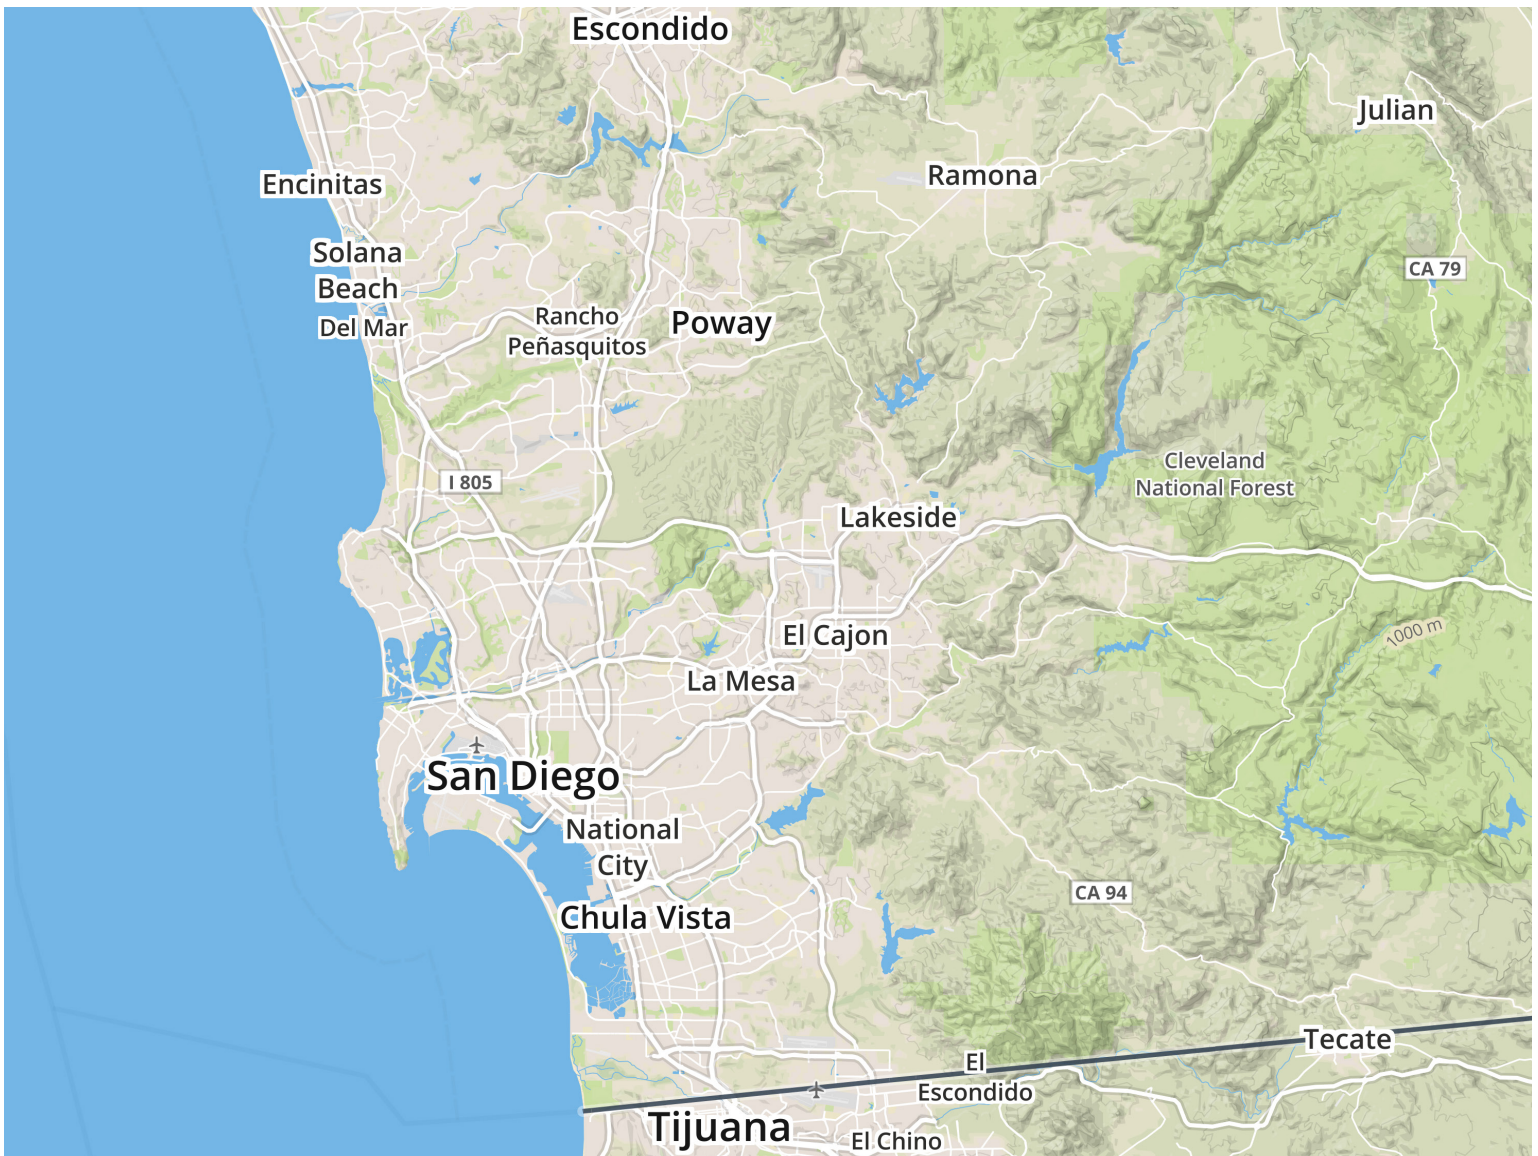 Escondido
Julian
Ramona
Encinitas
Solana
Beach
CA 79
Del Mar
Rancho
Peñasquitos
Poway
Cleveland
National Forest
I 805
Lakeside
El Cajon
1000 m
La Mesa
San Diego
National
City
CA 94
Chula Vista
Tecate
El
Escondido
Tijuana
El Chino